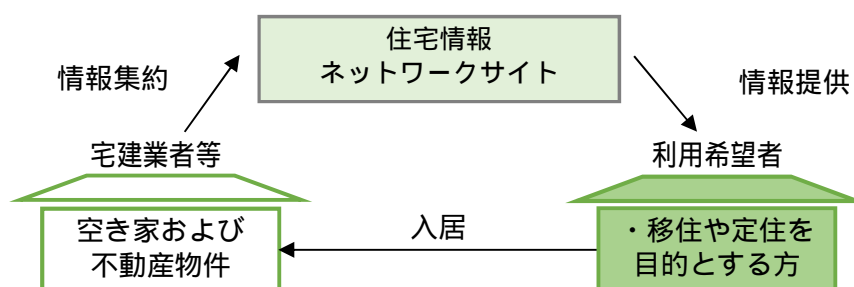 住宅情報
ネットワークサイト
情報集約
情報提供
宅建業者等
利用希望者
空き家および
不動産物件
入居
・移住や定住を
目的とする方